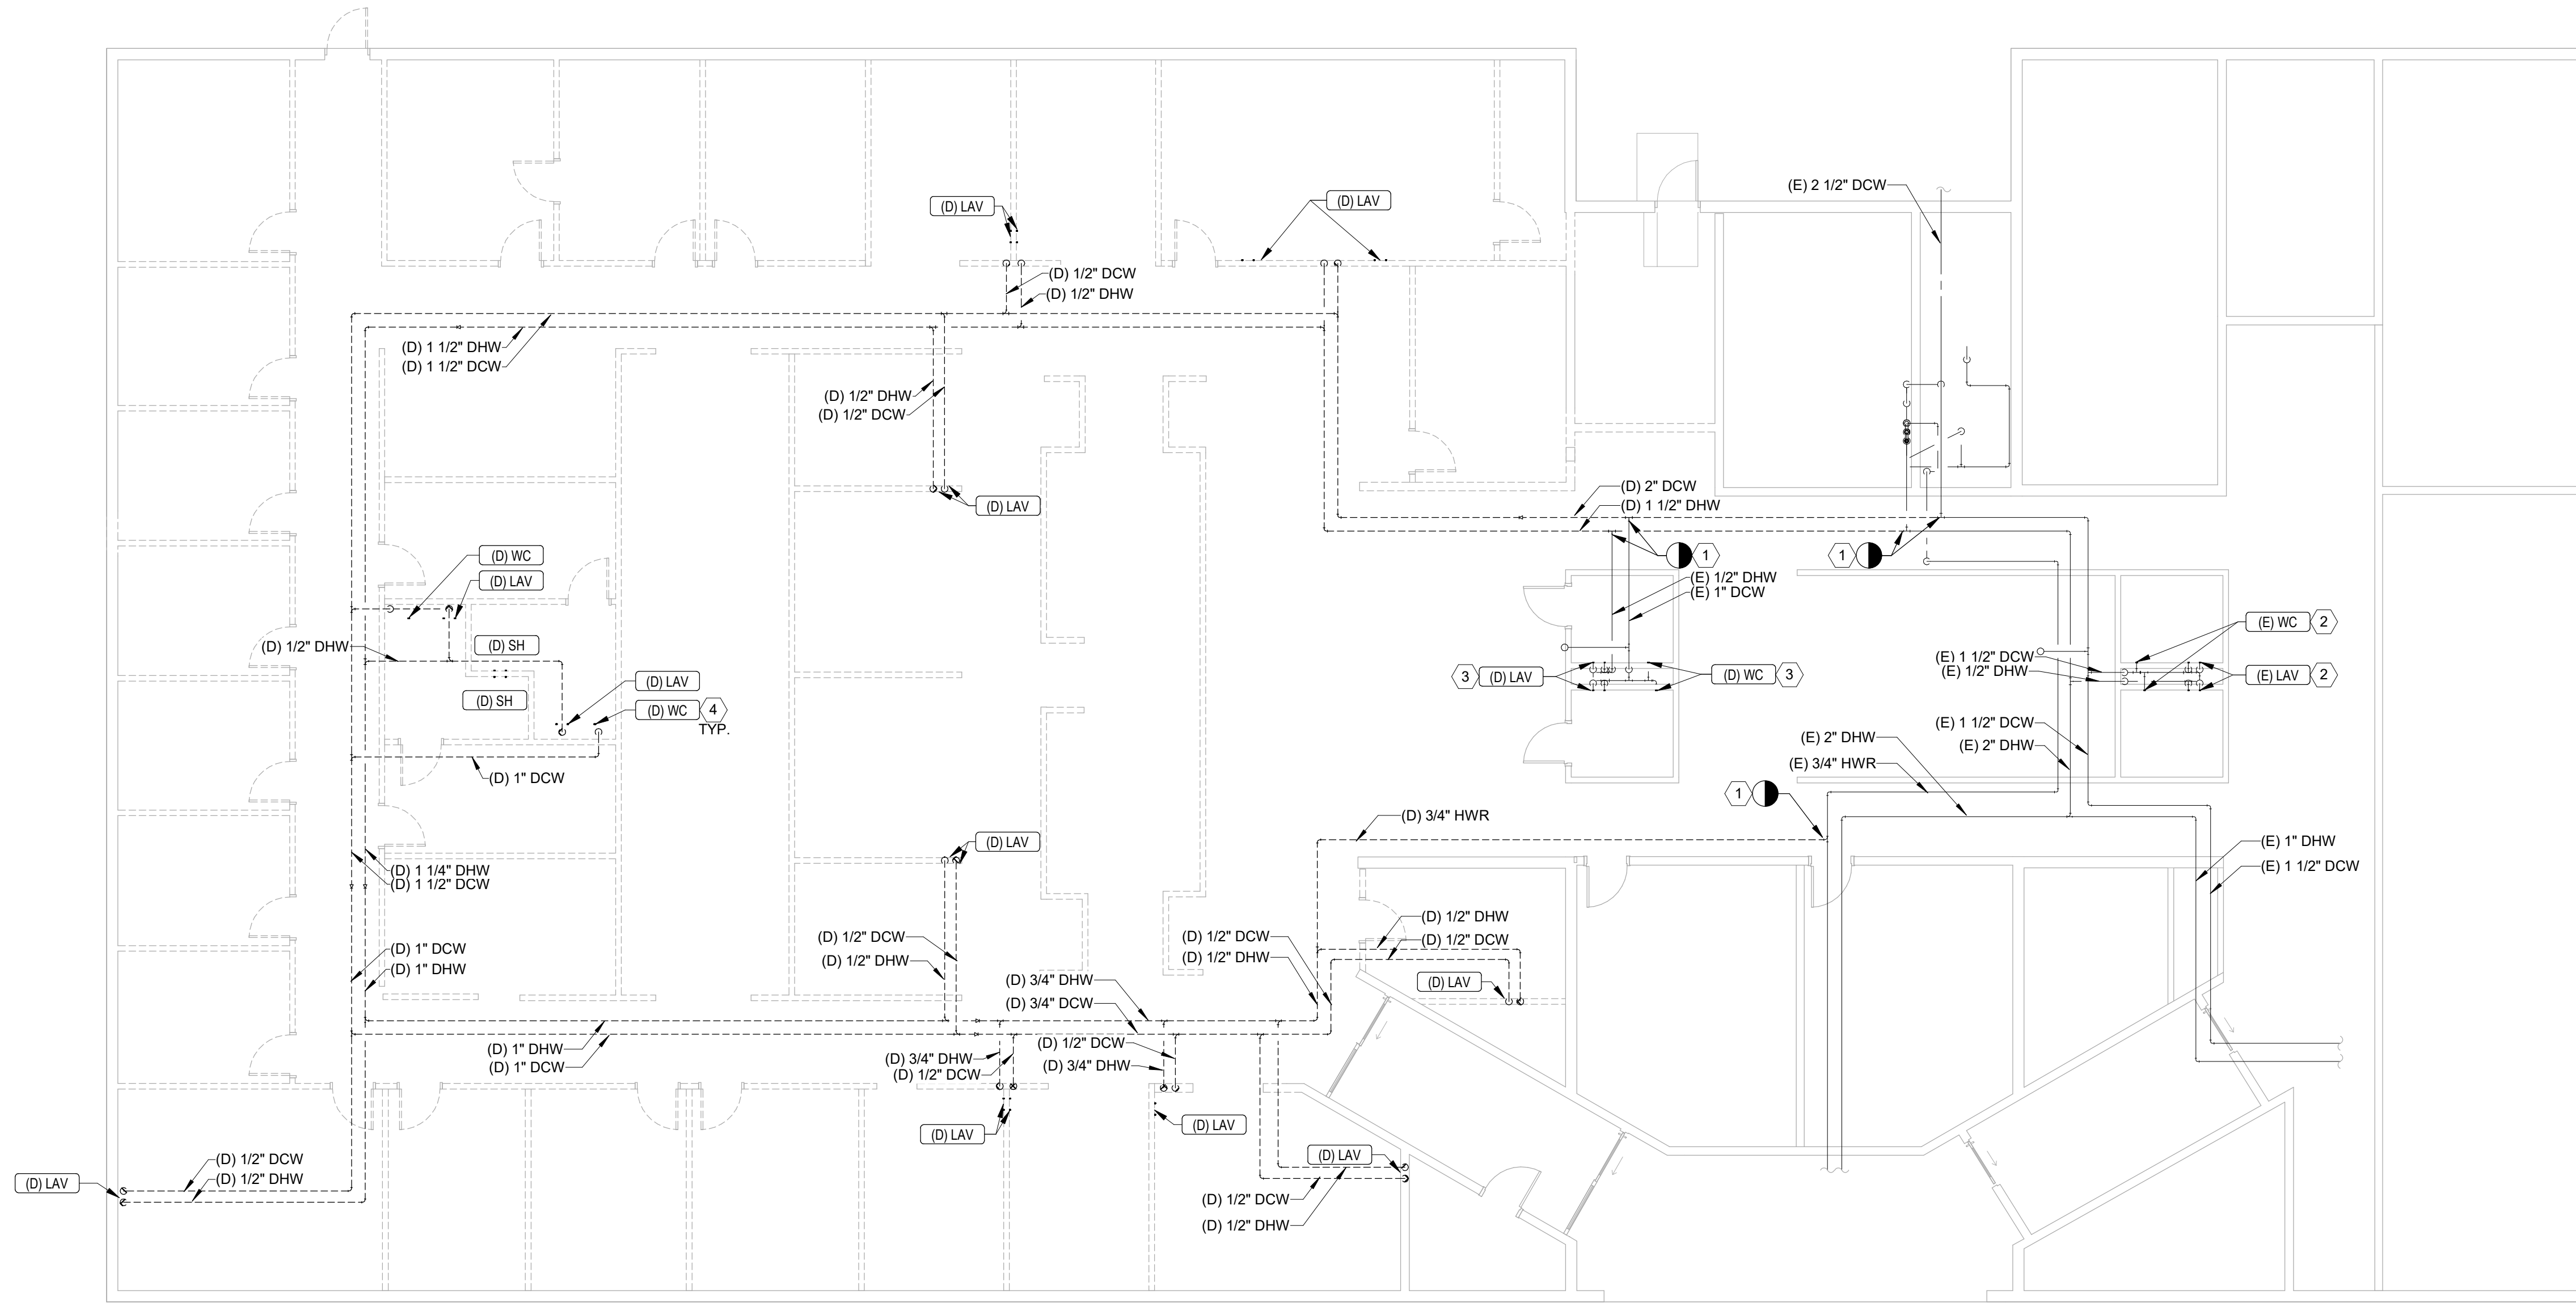 (E) 2 1/2" DCW
(D) LAV
(D) LAV
(D) 1/2" DCW
(D) 1/2" DHW
(D) 1 1/2" DHW
(D) 1 1/2" DCW
(D) 1/2" DHW
(D) 1/2" DCW
(D) LAV
(D) 2" DCW
(D) 1 1/2" DHW
1
1
(D) WC
(D) LAV
(E) 1/2" DHW
(E) 1" DCW
(E) WC
2
(D) 1/2" DHW
(D) SH
(E) 1 1/2" DCW
(E) 1/2" DHW
(E) LAV
2
3
(D) LAV
(D) WC
3
(D) LAV
(D) SH
(D) WC
4
TYP.
(E) 1 1/2" DCW
(E) 2" DHW
(E) 2" DHW
(E) 3/4" HWR
(D) 1" DCW
1
(D) 3/4" HWR
(D) LAV
(E) 1" DHW
(E) 1 1/2" DCW
(D) 1 1/4" DHW
(D) 1 1/2" DCW
(D) 1/2" DHW
(D) 1/2" DCW
(D) 1/2" DCW
(D) 1/2" DHW
(D) 1/2" DCW
(D) 1/2" DHW
(D) 1" DCW
(D) 1" DHW
(D) LAV
(D) 3/4" DHW
(D) 3/4" DCW
(D) 1" DHW
(D) 1" DCW
(D) 3/4" DHW
(D) 1/2" DCW
(D) 1/2" DCW
(D) 3/4" DHW
(D) LAV
(D) LAV
(D) LAV
(D) 1/2" DCW
(D) 1/2" DHW
(D) LAV
(D) 1/2" DCW
(D) 1/2" DHW